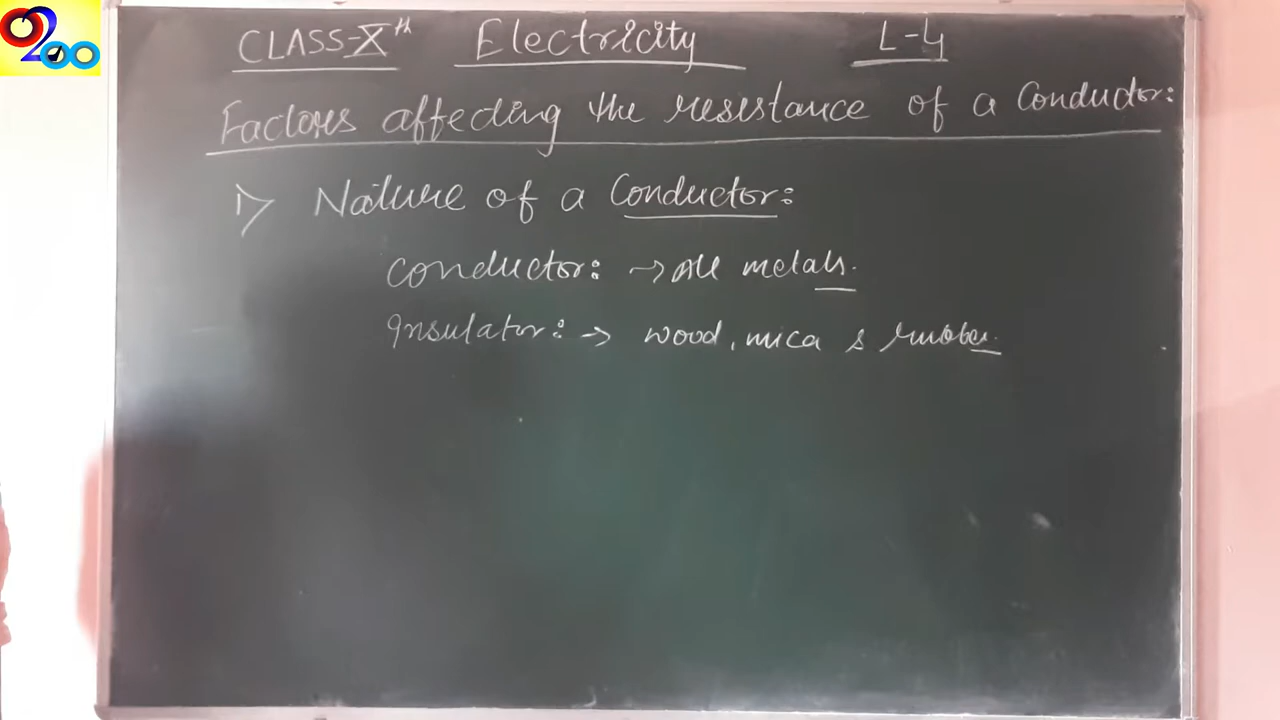 O2OO
CLASS-Xth Electricity L-4
Factors affecting the resistance of a Conductor:
1> Nature of a Conductor:
Conductor: → All metals.
Insulator: → wood, mica & rubber.